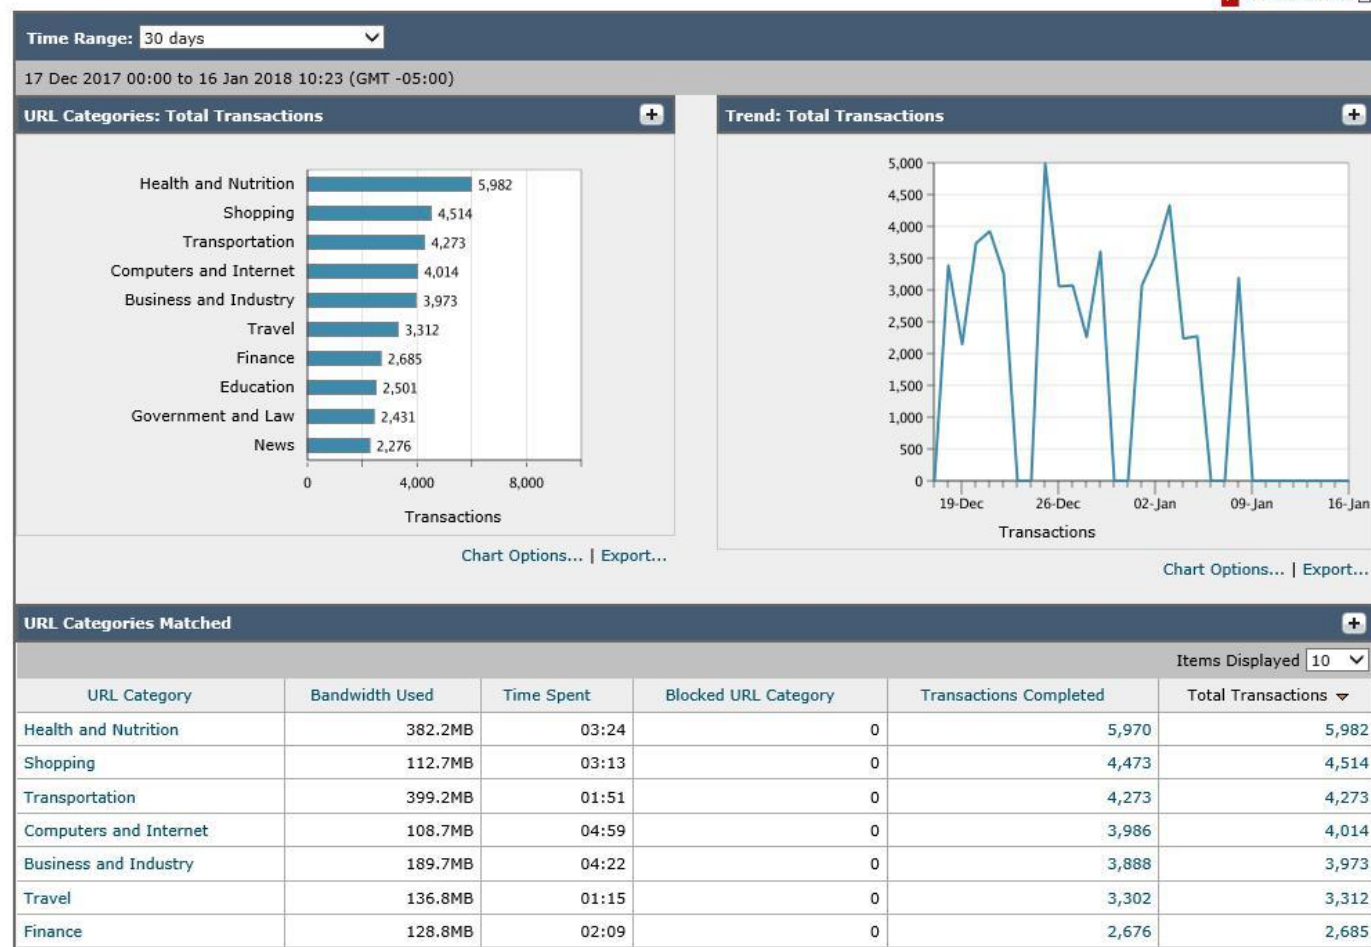 Time Range: 30 days
17 Dec 2017 00:00 to 16 Jan 2018 10:23 (GMT -05:00)
URL Categories: Total Transactions
Health and Nutrition 5,982
Shopping 4,514
Transportation 4,273
Computers and Internet 4,014
Business and Industry 3,973
Travel 3,312
Finance 2,685
Education 2,501
Government and Law 2,431
News 2,276
0 4,000 8,000
Transactions
Chart Options... | Export...
Trend: Total Transactions
5,000
4,500
4,000
3,500
3,000
2,500
2,000
1,500
1,000
500
0
19-Dec 26-Dec 02-Jan 09-Jan 16-Jan
Transactions
Chart Options... | Export...
URL Categories Matched
Items Displayed 10
URL Category Bandwidth Used Time Spent Blocked URL Category Transactions Completed Total Transactions
Health and Nutrition 382.2MB 03:24 0 5,970 5,982
Shopping 112.7MB 03:13 0 4,473 4,514
Transportation 399.2MB 01:51 0 4,273 4,273
Computers and Internet 108.7MB 04:59 0 3,986 4,014
Business and Industry 189.7MB 04:22 0 3,888 3,973
Travel 136.8MB 01:15 0 3,302 3,312
Finance 128.8MB 02:09 0 2,676 2,685